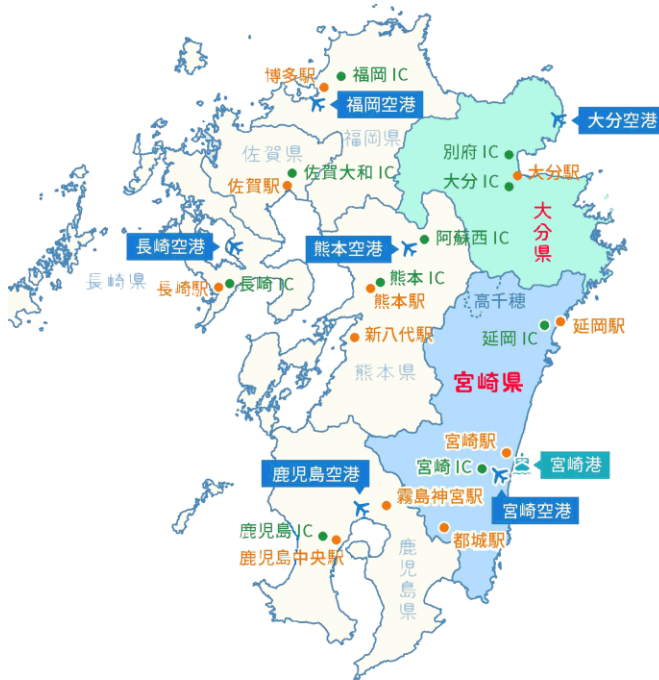 博多駅
福岡 IC
福岡空港
福岡県
佐賀県
佐賀大和 IC
佐賀駅
大分空港
別府 IC
大分駅
大分 IC
大分県
長崎空港
熊本空港
阿蘇西 IC
長崎県
長崎駅
長崎 IC
熊本 IC
熊本駅
高千穂
新八代駅
延岡 IC
延岡駅
熊本県
宮崎県
宮崎駅
宮崎 IC
宮崎港
宮崎空港
鹿児島空港
霧島神宮駅
鹿児島 IC
鹿児島中央駅
都城駅
鹿児島県